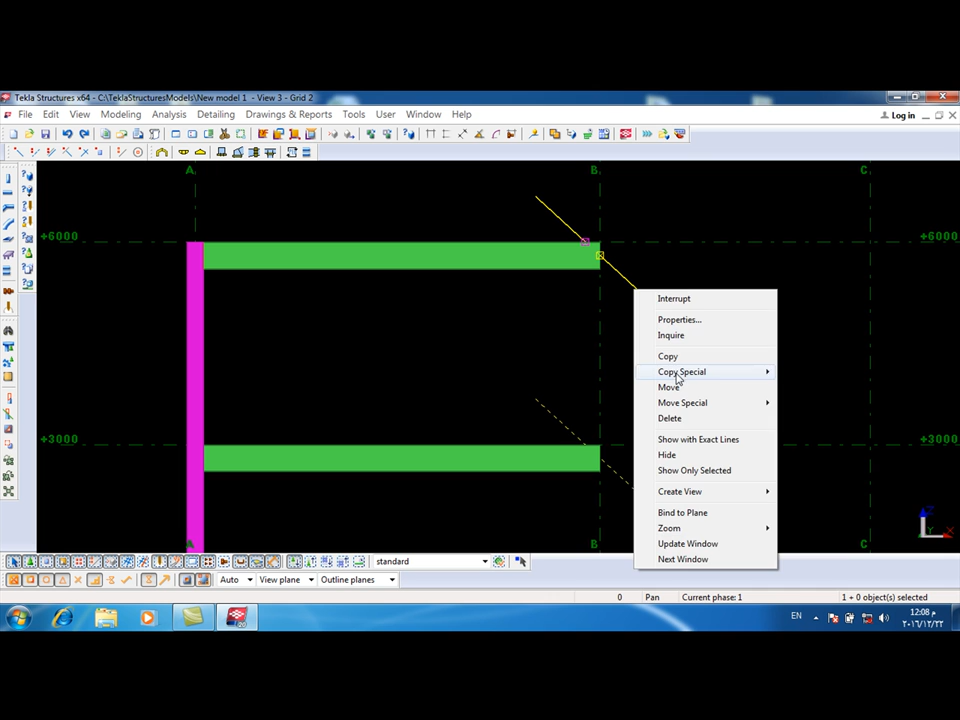 Tekla Structures x64 - C:\TeklaStructuresModels\New model 1 - View 3 - Grid 2
File Edit View Modeling Analysis Detailing Drawings & Reports Tools User Window Help Log in
A B C
+6000 +6000
Interrupt
Properties...
Inquire
Copy
Copy Special
Move
Move Special
Delete
+3000 +3000
Show with Exact Lines
Hide
Show Only Selected
Create View
Bind to Plane
Zoom
Update Window
Next Window
A B C
standard
Auto View plane Outline planes
0 Pan Current phase: 1 1 + 0 object(s) selected
EN 12:08 م
٢٠١٦/١٢/٢٢